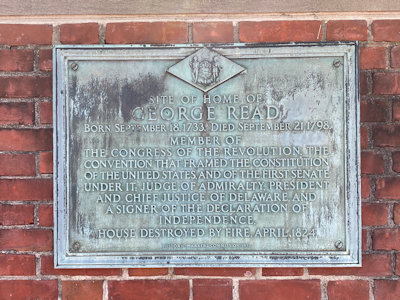 SITE OF HOME OF
GEORGE READ
BORN SEPTEMBER 18, 1733. DIED SEPTEMBER 21, 1798.
MEMBER OF
THE CONGRESS OF THE REVOLUTION, THE
CONVENTION THAT FRAMED THE CONSTITUTION
OF THE UNITED STATES, AND OF THE FIRST SENATE
UNDER IT, JUDGE OF ADMIRALTY, PRESIDENT
AND CHIEF JUSTICE OF DELAWARE, AND
A SIGNER OF THE DECLARATION OF
INDEPENDENCE.
HOUSE DESTROYED BY FIRE, APRIL, 1824.